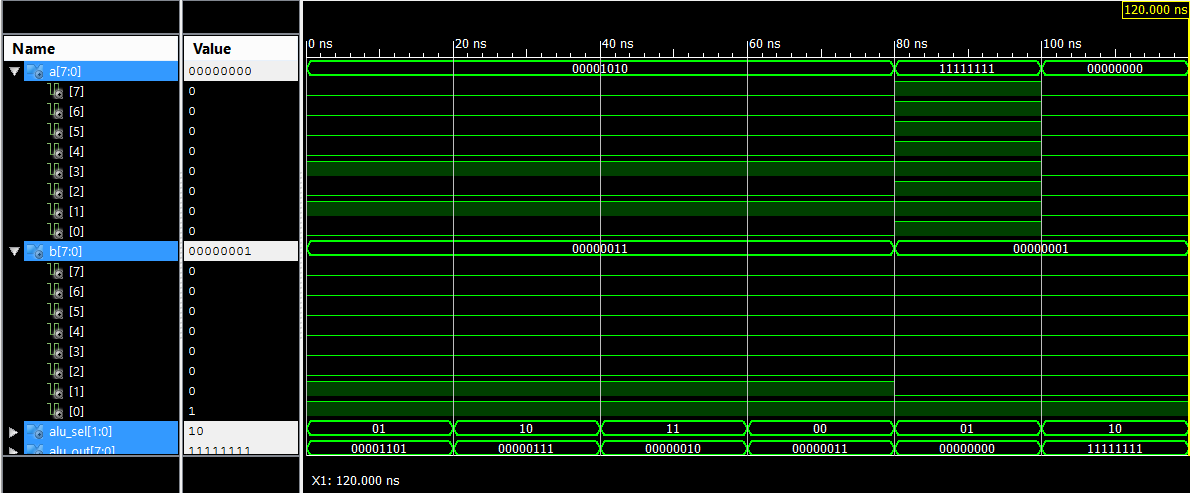 120.000 ns
Name Value 0 ns 20 ns 40 ns 60 ns 80 ns 100 ns
a[7:0] 00000000 00001010 11111111 00000000
[7] 0
[6] 0
[5] 0
[4] 0
[3] 0
[2] 0
[1] 0
[0] 0
b[7:0] 00000001 00000011 00000001
[7] 0
[6] 0
[5] 0
[4] 0
[3] 0
[2] 0
[1] 0
[0] 1
alu_sel[1:0] 10 01 10 11 00 01 10
alu_out[7:0] 11111111 00001101 00000111 00000010 00000011 00000000 11111111
X1: 120.000 ns